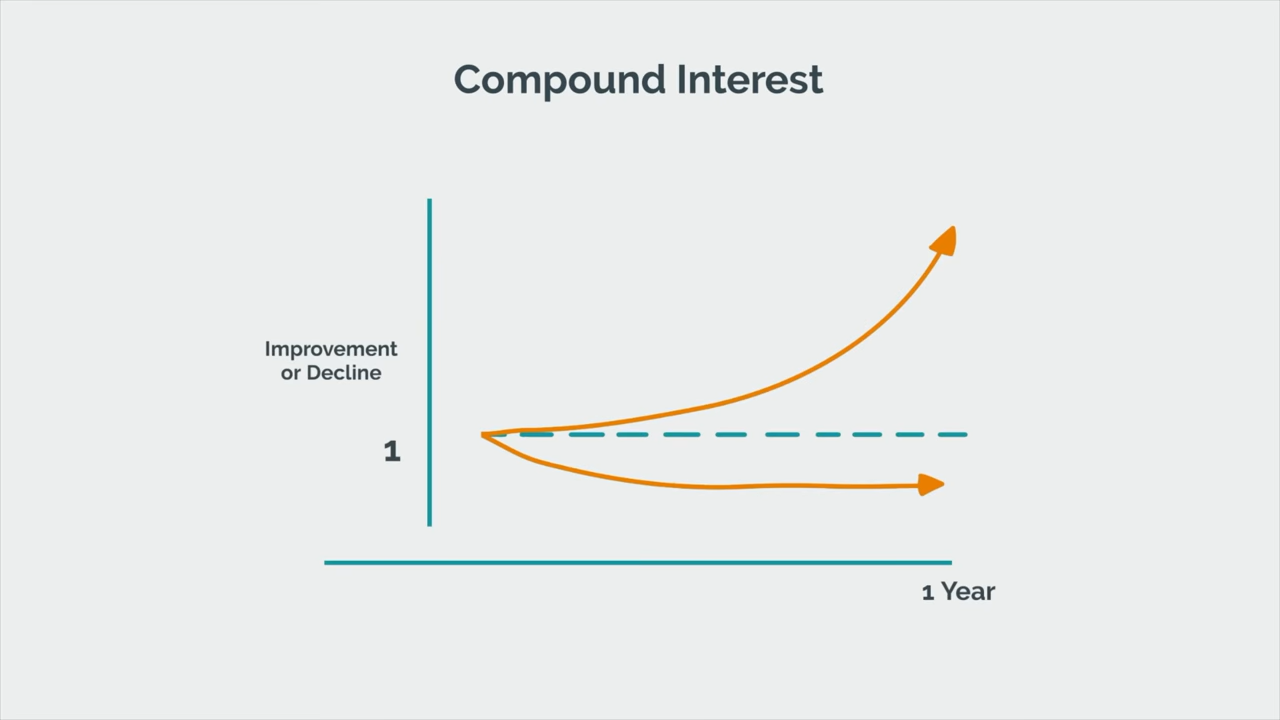 Compound Interest
Improvement
or Decline
1
1 Year